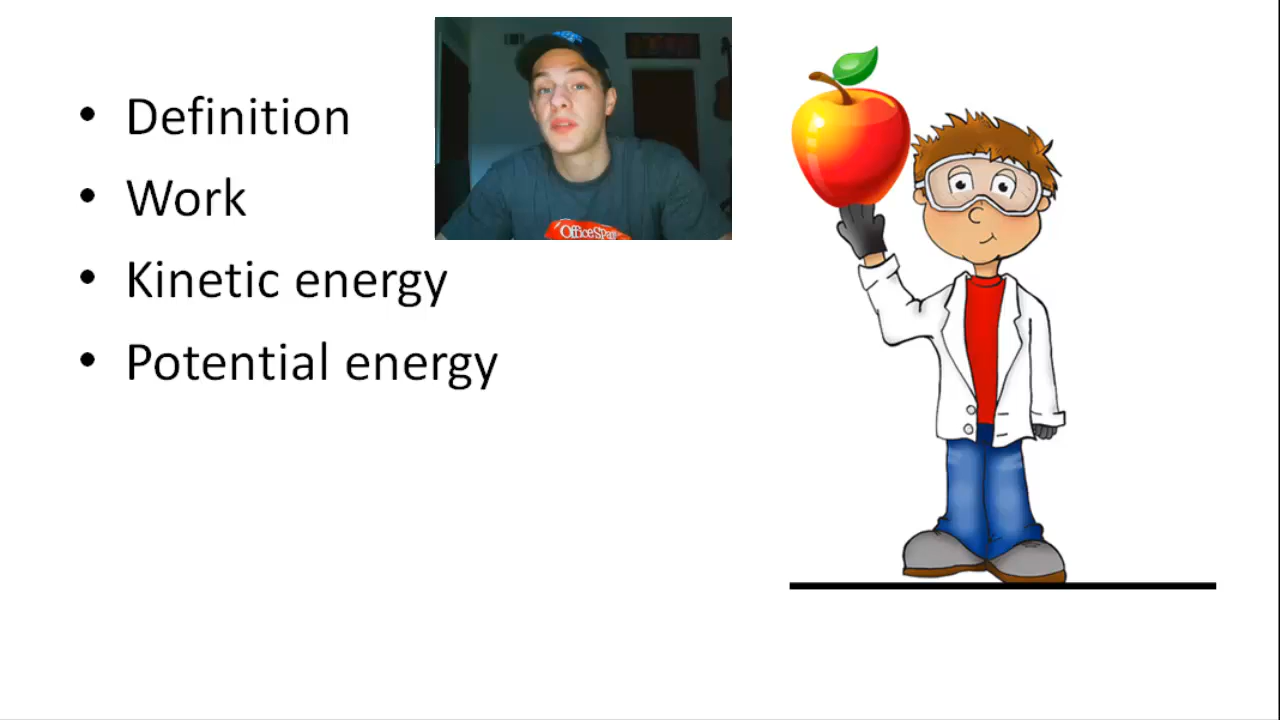 • Definition
• Work
• Kinetic energy
• Potential energy